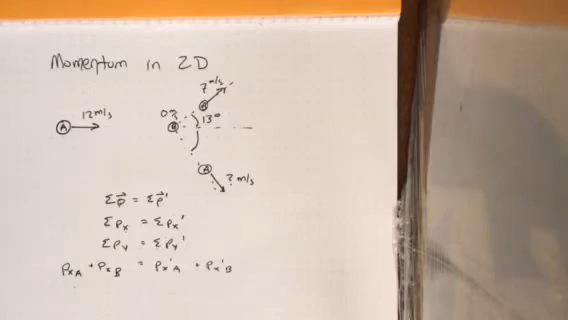 Momentum in 2D
7 m/s
12 m/s
A
A
0?
B
13°
A
? m/s
Σp⃗ = Σp⃗'
Σpx = Σpx'
Σpy = Σpy'
PxA + PxB = Px'A + Px'B